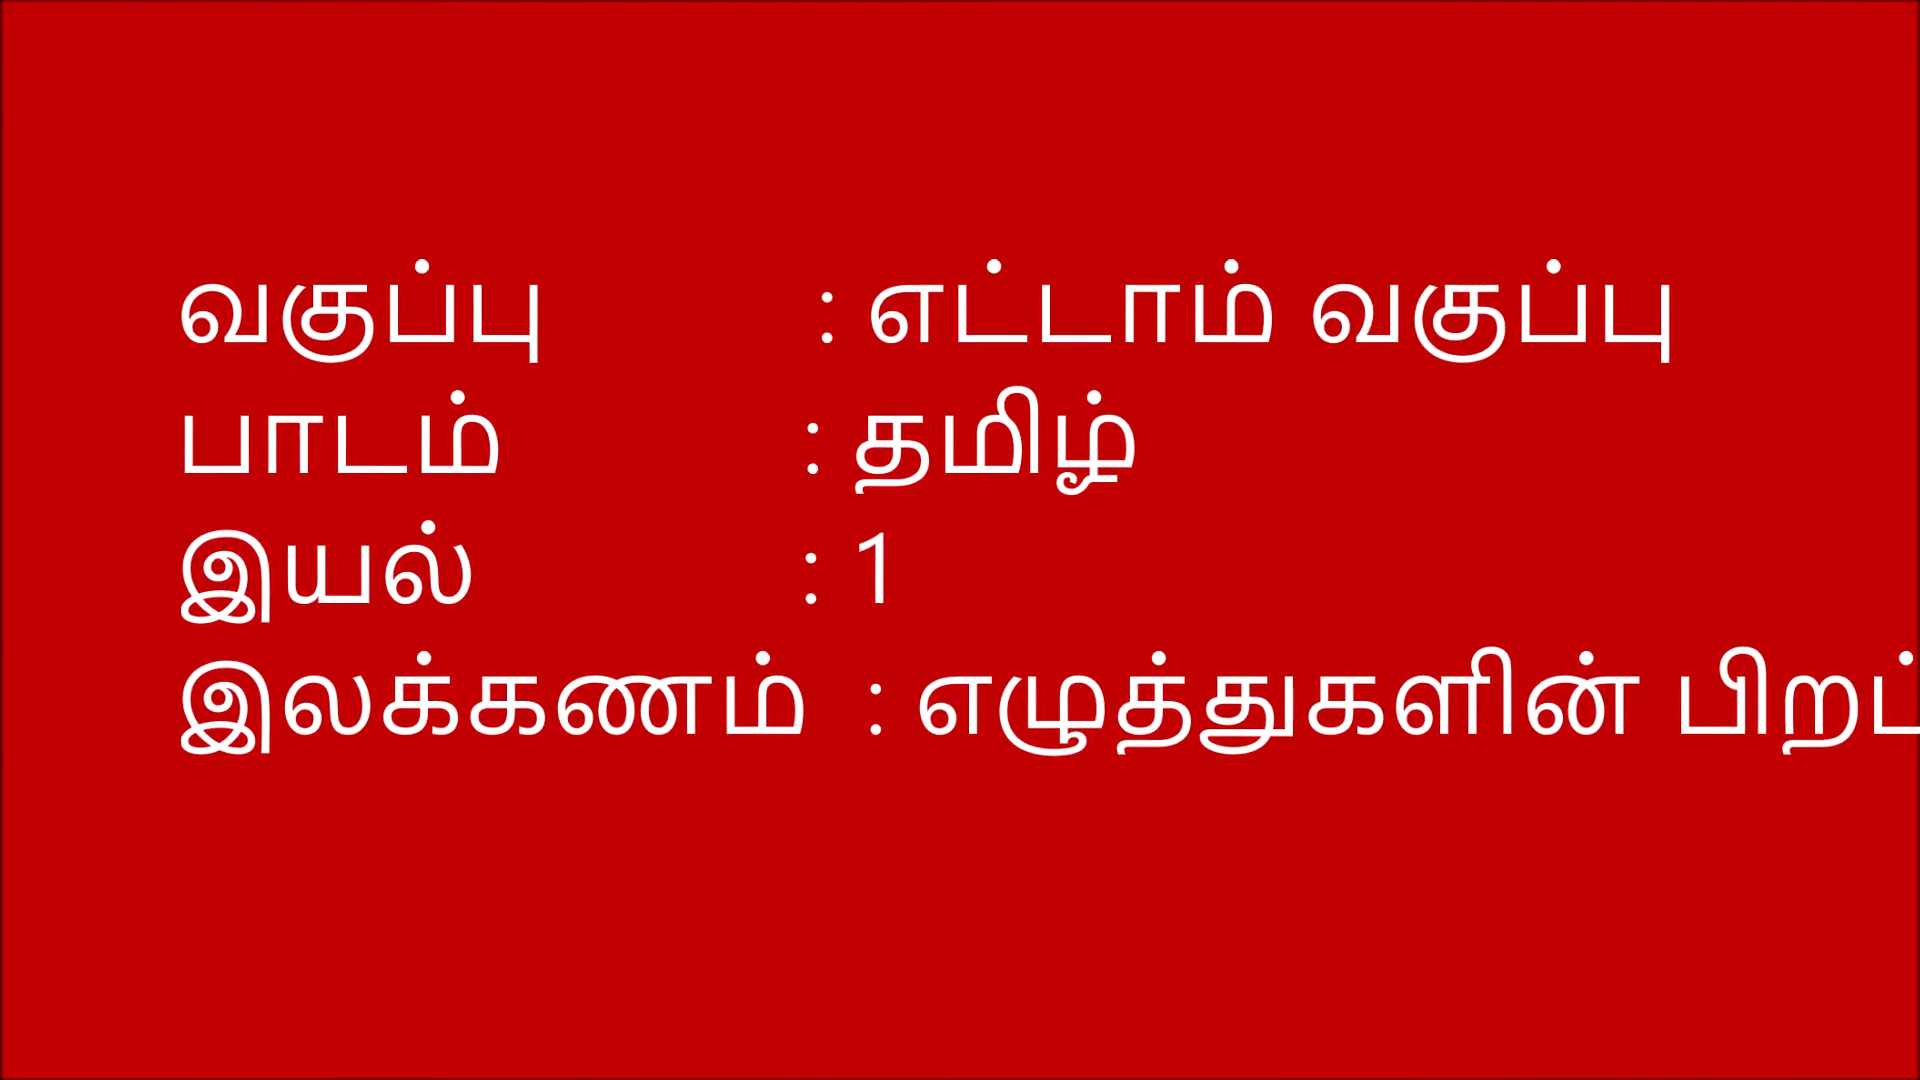 வகுப்பு : எட்டாம் வகுப்பு
பாடம் : தமிழ்
இயல் : 1
இலக்கணம் : எழுத்துகளின்